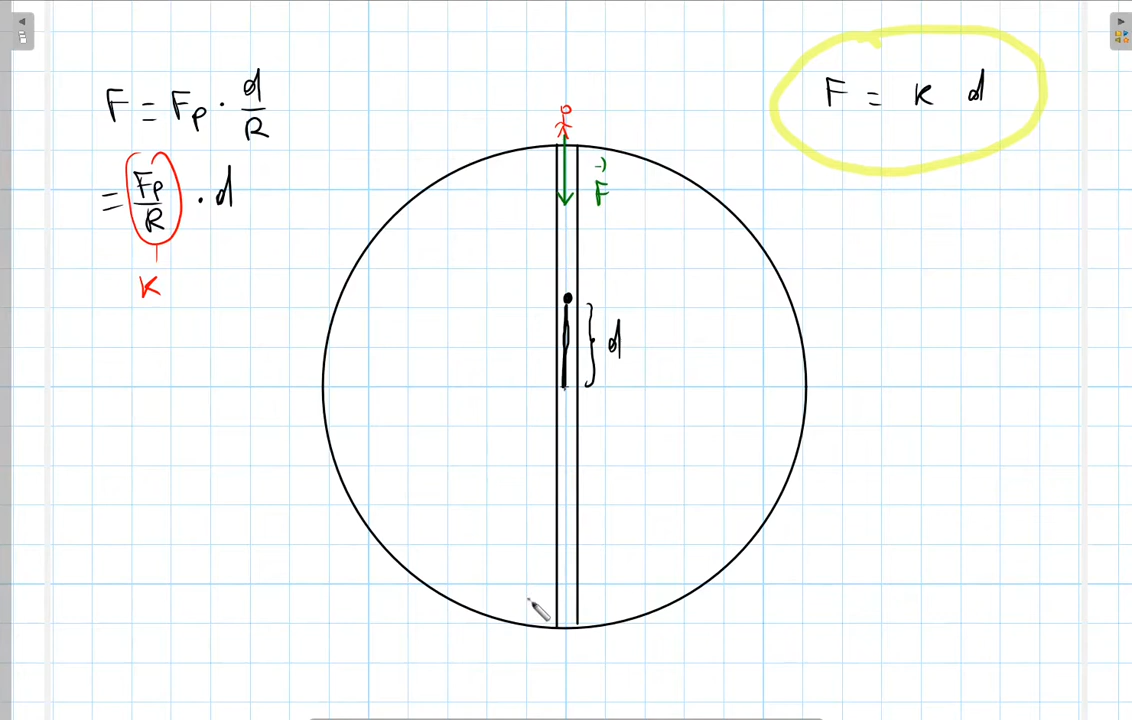 F = Fp · d/R
= Fp/R · d
K
F = K d
F
d